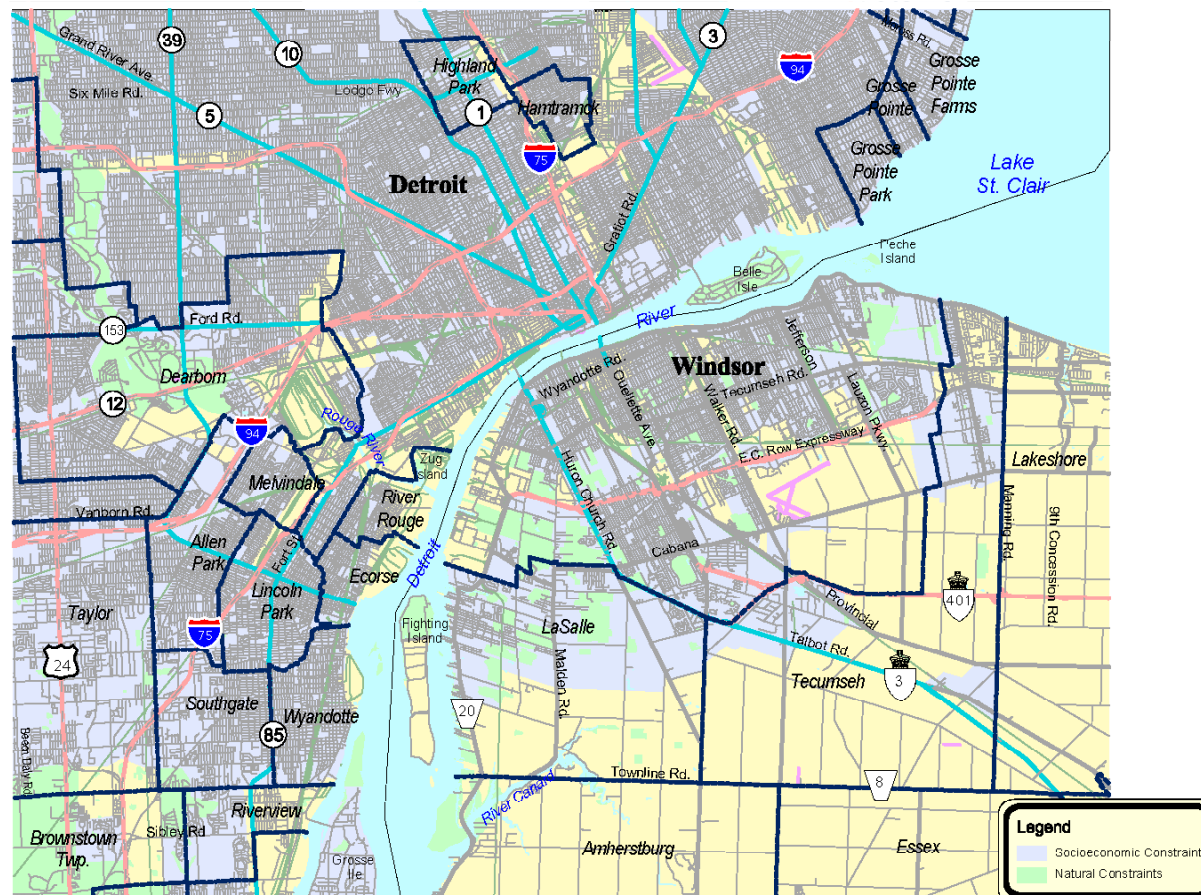 39
10
3
Moross Rd.
Grand River Ave.
Highland
Park
94
Grosse
Pointe
Farms
Six Mile Rd.
Lodge Fwy
Hamtramck
Grosse
Pointe
5
1
75
Grosse
Pointe
Park
Lake
St. Clair
Detroit
Gratiot Rd.
Peche
Island
Belle
Isle
River
Ford Rd.
153
Jefferson
Windsor
Wyandotte Rd.
Ouellette Ave.
Tecumseh Rd.
Dearborn
12
Walker Rd.
Lauzon Pkwy.
94
Rouge River
E.C. Row Expressway
Zug
Island
Huron Church Rd.
Lakeshore
Melvindale
River
Rouge
Manning Rd
9th Concession Rd.
Vanborn Rd.
Allen
Park
Fort St.
Cabana
Detroit
Ecorse
Lincoln
Park
401
Provincial
Taylor
Fighting
Island
LaSalle
75
Talbot Rd.
24
Malden Rd.
Tecumseh
3
Southgate
Wyandotte
20
85
Townline Rd.
8
River Canard
Riverview
Sibley Rd
Brownstown
Twp.
Grosse
Ile
Amherstburg
Essex
Legend
Socioeconomic Constraint
Natural Constraints